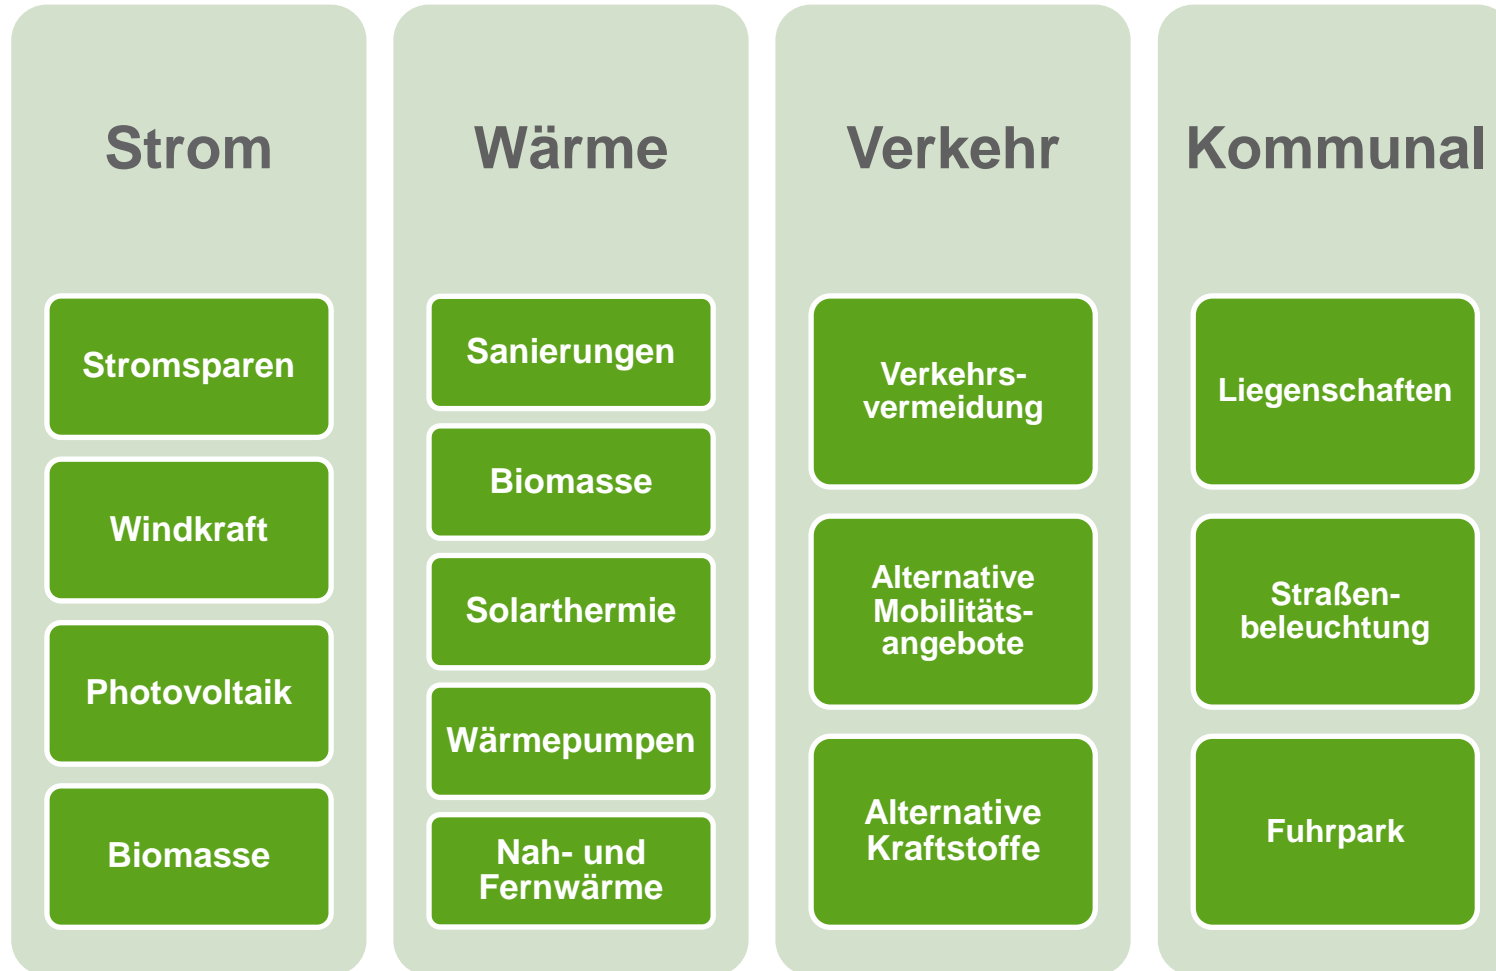 Strom
Stromsparen
Windkraft
Photovoltaik
Biomasse
Wärme
Sanierungen
Biomasse
Solarthermie
Wärmepumpen
Nah- und
Fernwärme
Verkehr
Verkehrs-
vermeidung
Alternative
Mobilitäts-
angebote
Alternative
Kraftstoffe
Kommunal
Liegenschaften
Straßen-
beleuchtung
Fuhrpark